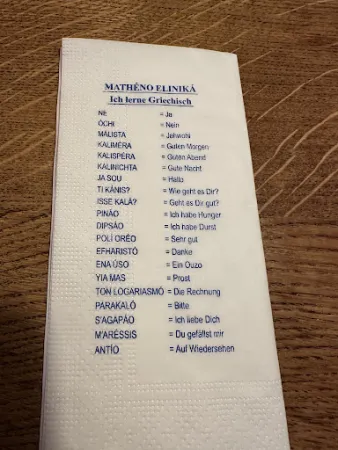 MATHÉNO ELINIKÁ
Ich lerne Griechisch
NE = Ja
ÓCHI = Nein
MÁLISTA = Jehwohl
KALIMÉRA = Guten Morgen
KALISPÉRA = Guten Abend
KALINICHTA = Gute Nacht
JA SOU = Hallo
TI KÁNIS? = Wie geht es Dir?
ISSE KALÁ? = Geht es Dir gut?
PINÁO = Ich habe Hunger
DIPSÁO = Ich habe Durst
POLÍ ORÉO = Sehr gut
EFHARISTÓ = Danke
ENA ÚSO = Ein Ouzo
YIA MAS = Prost
TON LOGARIASMÓ = Die Rechnung
PARAKALÓ = Bitte
S'AGAPÁO = Ich liebe Dich
M'ARÉSSIS = Du gefällst mir
ANTÍO = Auf Wiedersehen